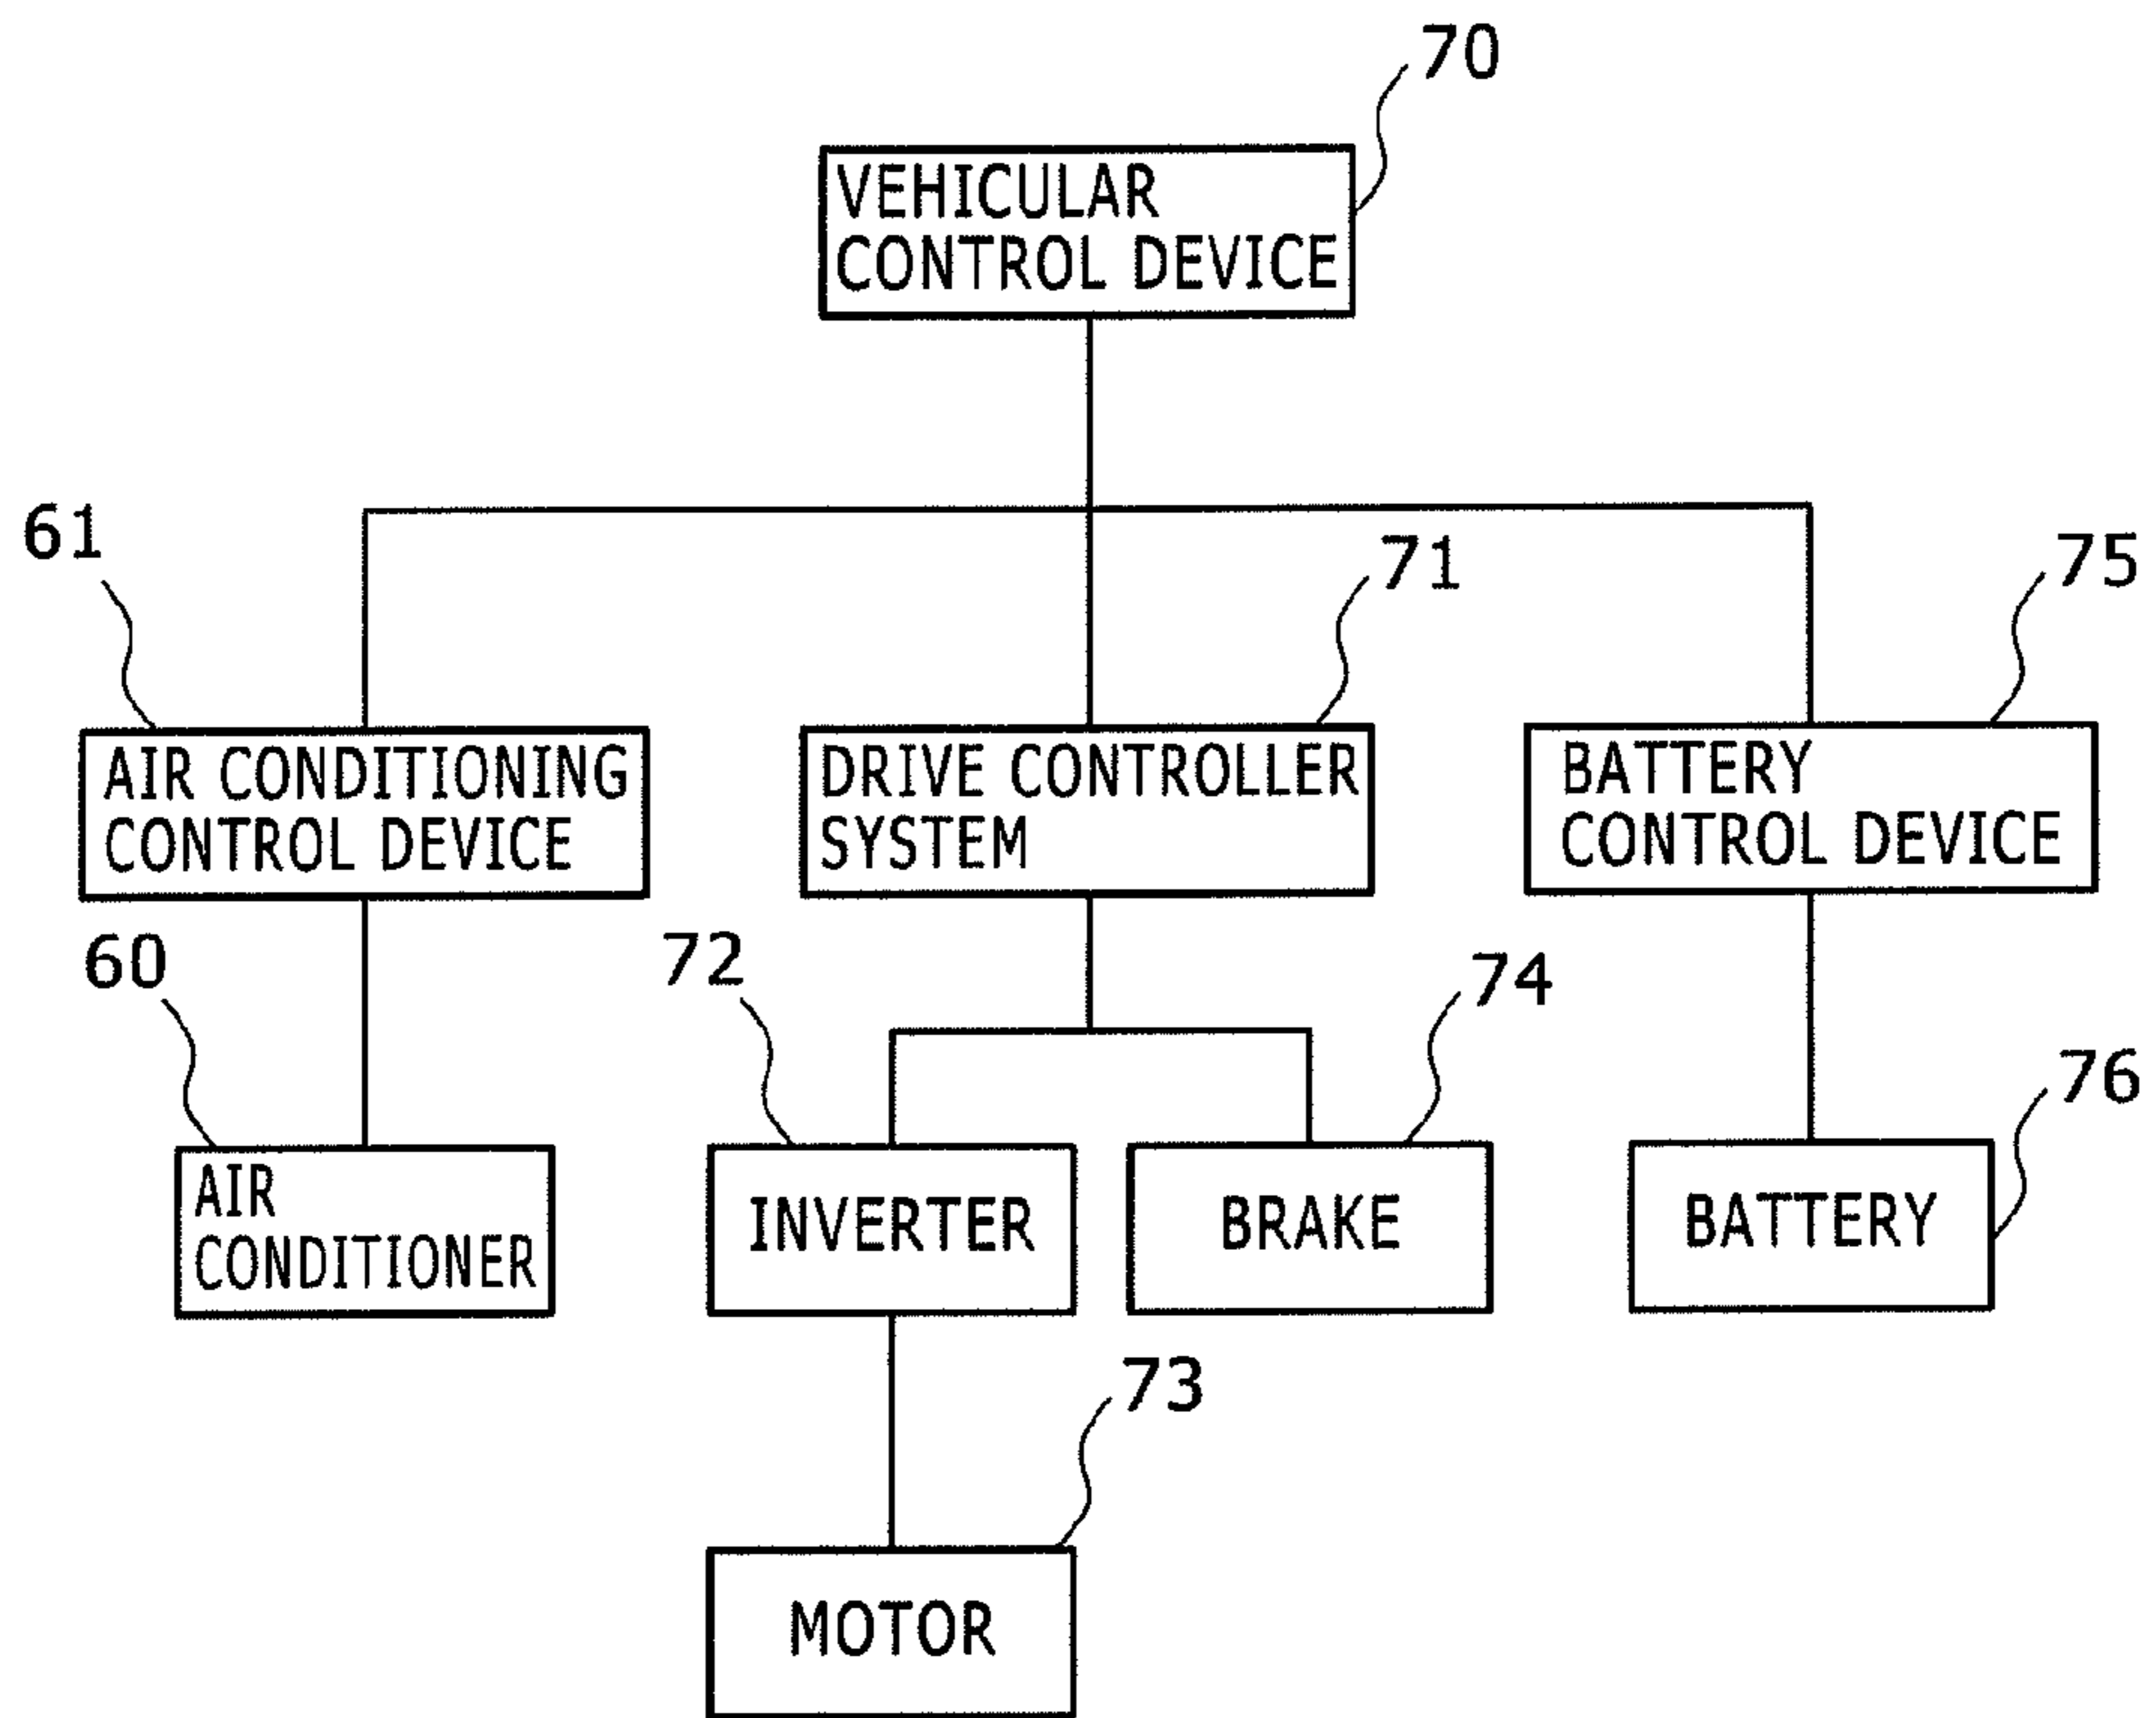 70
VEHICULAR
CONTROL DEVICE
61
71
75
AIR CONDITIONING
CONTROL DEVICE
DRIVE CONTROLLER
SYSTEM
BATTERY
CONTROL DEVICE
60
72
74
76
AIR
CONDITIONER
INVERTER
BRAKE
BATTERY
73
MOTOR